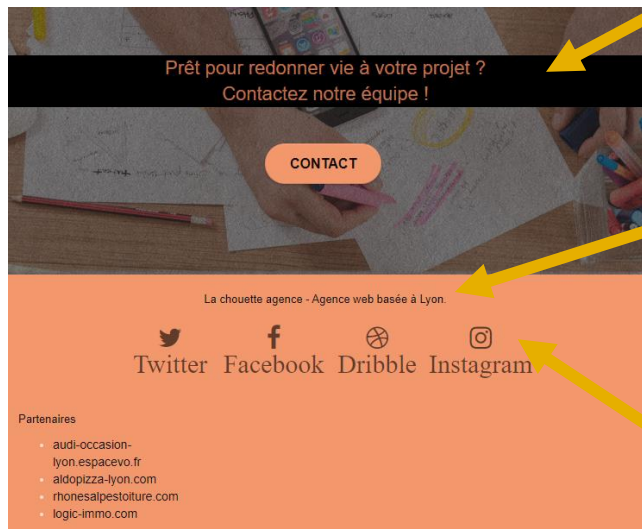 Prêt pour redonner vie à votre projet ?
Contactez notre équipe !
CONTACT
La chouette agence - Agence web basée à Lyon.
Twitter Facebook Dribble Instagram
Partenaires
audi-occasion-
lyon.espacevo.fr
aldopizza-lyon.com
rhonesalpestoiture.com
logic-immo.com